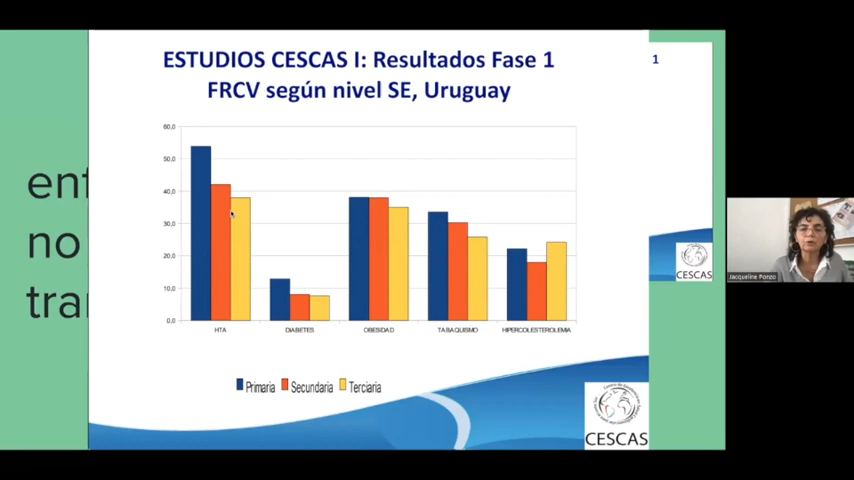 ESTUDIOS CESCAS I: Resultados Fase 1
FRCV según nivel SE, Uruguay
1
60,0
50,0
40,0
30,0
20,0
10,0
0,0
HTA
DIABETES
OBESIDAD
TABAQUISMO
HIPERCOLESTEROLEMIA
Primaria
Secundaria
Terciaria
CESCAS
CESCAS
enf
no
tran
Jacqueline Ponzo